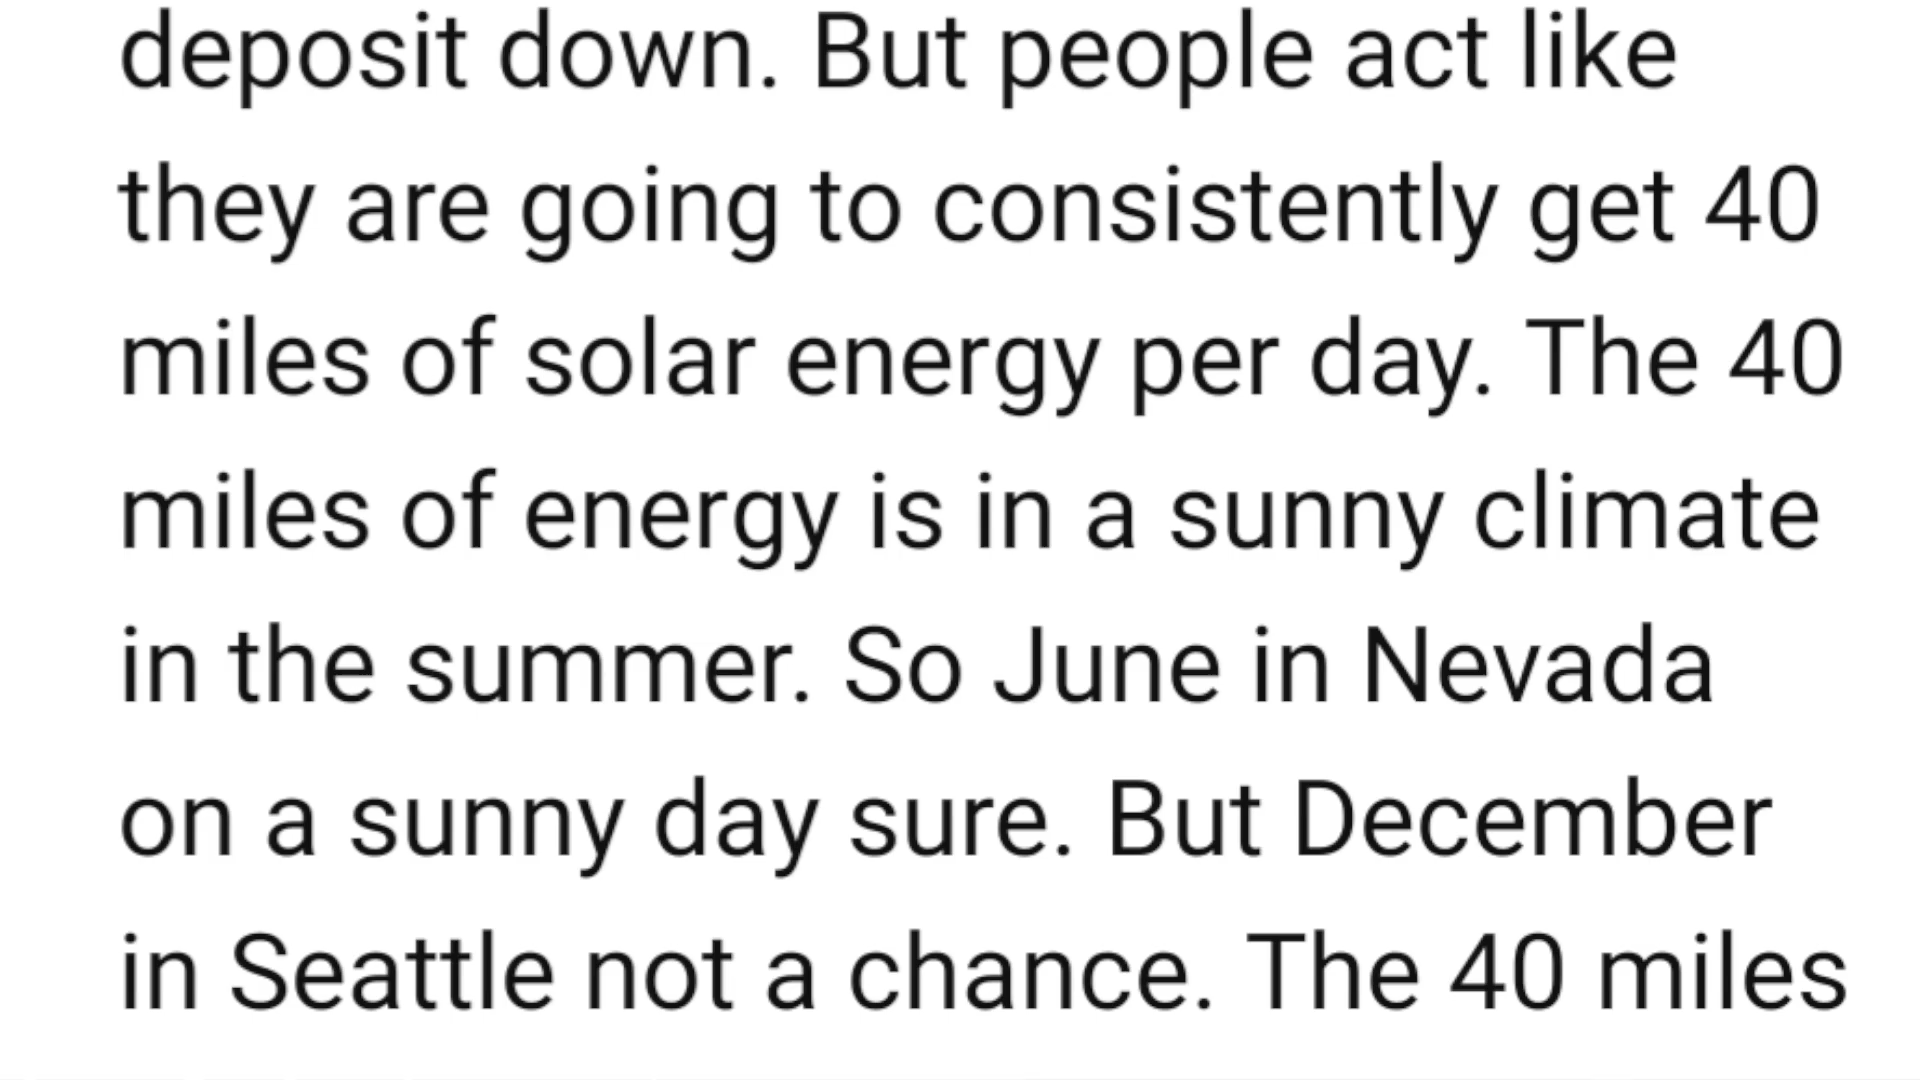 deposit down. But people act like
they are going to consistently get 40
miles of solar energy per day. The 40
miles of energy is in a sunny climate
in the summer. So June in Nevada
on a sunny day sure. But December
in Seattle not a chance. The 40 miles